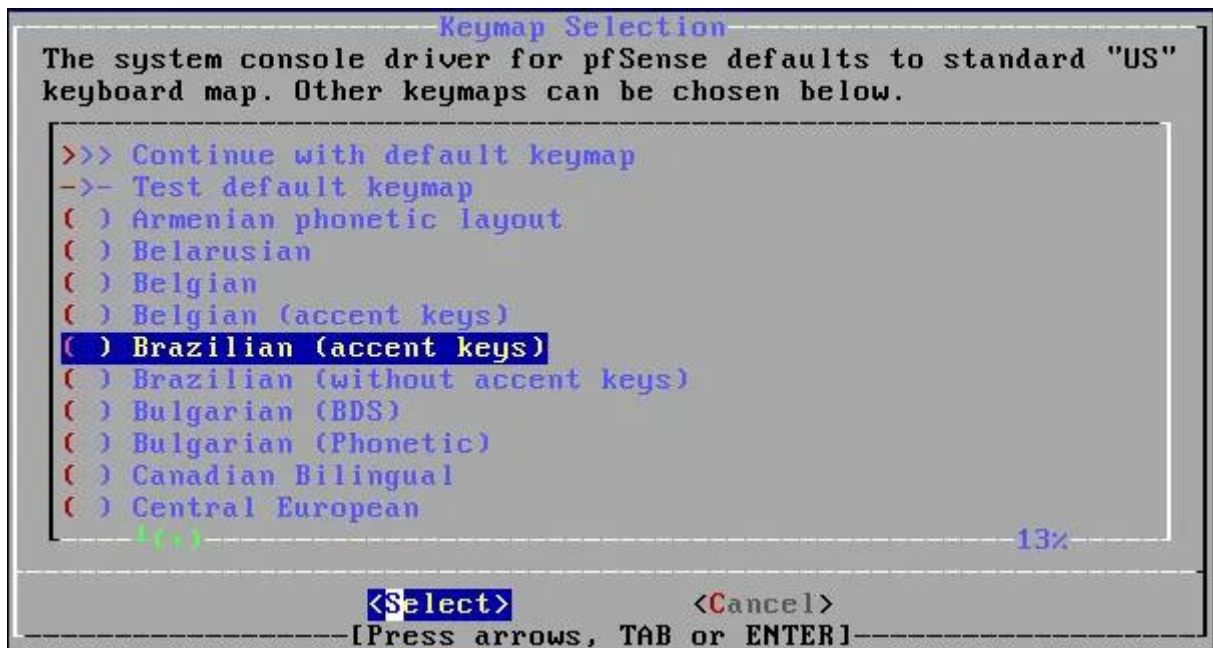 Keymap Selection
The system console driver for pfSense defaults to standard "US"
keyboard map. Other keymaps can be chosen below.
>>> Continue with default keymap
->- Test default keymap
( ) Armenian phonetic layout
( ) Belarusian
( ) Belgian
( ) Belgian (accent keys)
( ) Brazilian (accent keys)
( ) Brazilian (without accent keys)
( ) Bulgarian (BDS)
( ) Bulgarian (Phonetic)
( ) Canadian Bilingual
( ) Central European
13%
<Select> <Cancel>
[Press arrows, TAB or ENTER]